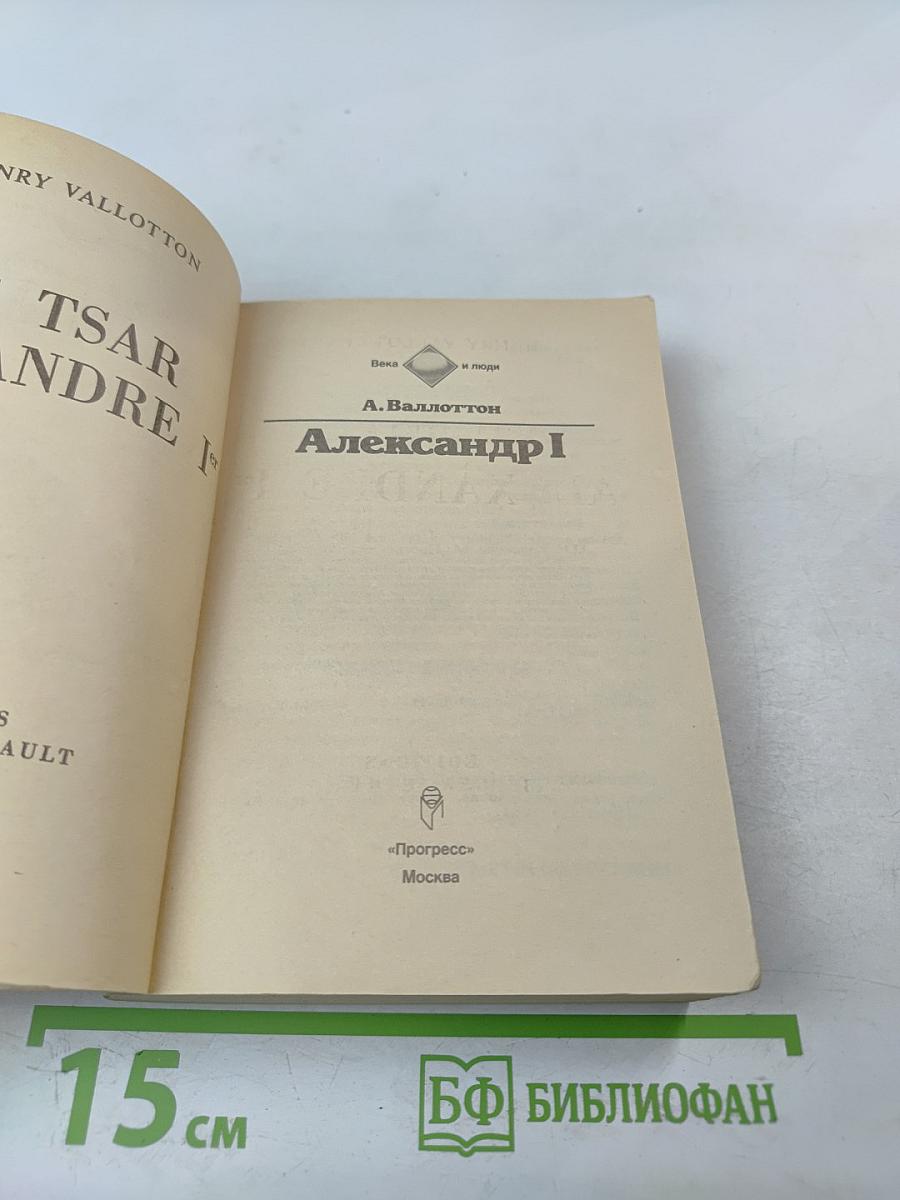 NRY VALLOTTON
TSAR
ANDRE Ier
S
AULT
Века и люди
А. Валлоттон
Александр I
«Прогресс»
Москва
15 см
БФ БИБЛИОФАН